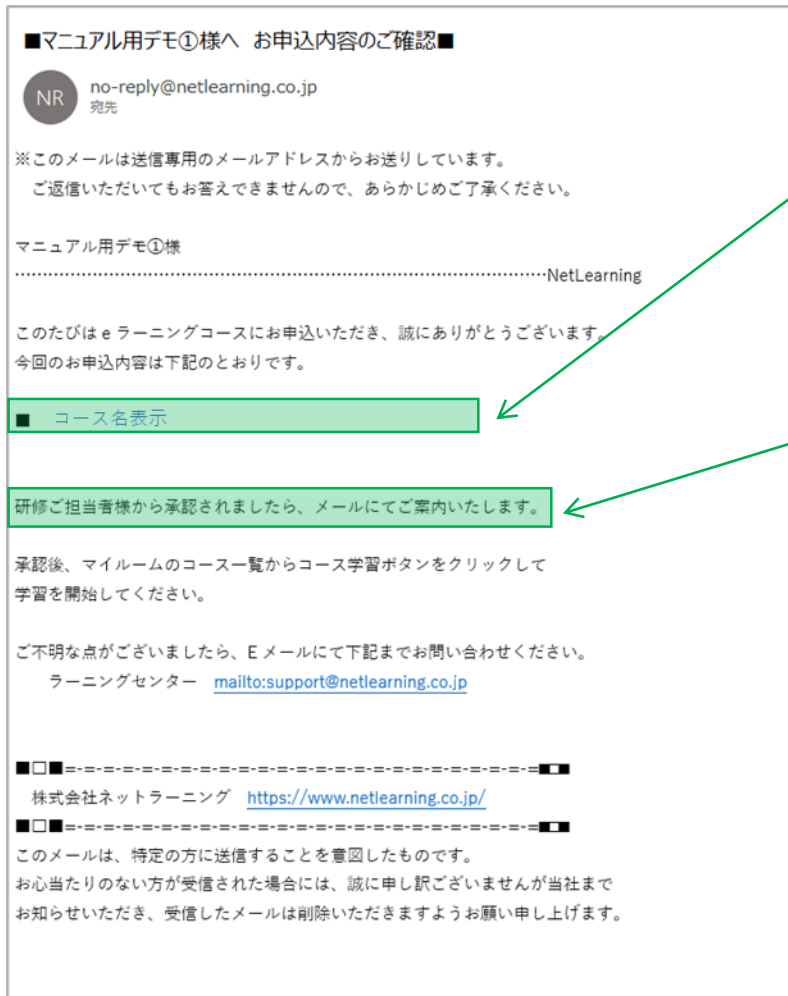 ■マニュアル用デモ①様へ お申込内容のご確認■
NR
no-reply@netlearning.co.jp
宛先
※このメールは送信専用のメールアドレスからお送りしています。
ご返信いただいてもお答えできませんので、あらかじめご了承ください。
マニュアル用デモ①様
………………………………………………………………………………………NetLearning
このたびはｅラーニングコースにお申込いただき、誠にありがとうございます。
今回のお申込内容は下記のとおりです。
■ コース名表示
研修ご担当者様から承認されましたら、メールにてご案内いたします。
承認後、マイルームのコース一覧からコース学習ボタンをクリックして
学習を開始してください。
ご不明な点がございましたら、Ｅメールにて下記までお問い合わせください。
ラーニングセンター mailto:support@netlearning.co.jp
■□■=-=-=-=-=-=-=-=-=-=-=-=-=-=-=-=-=-=-=-=-=-=-=-=-=■□■
株式会社ネットラーニング https://www.netlearning.co.jp/
■□■=-=-=-=-=-=-=-=-=-=-=-=-=-=-=-=-=-=-=-=-=-=-=-=-=■□■
このメールは、特定の方に送信することを意図したものです。
お心当たりのない方が受信された場合には、誠に申し訳ございませんが当社まで
お知らせいただき、受信したメールは削除いただきますようお願い申し上げます。